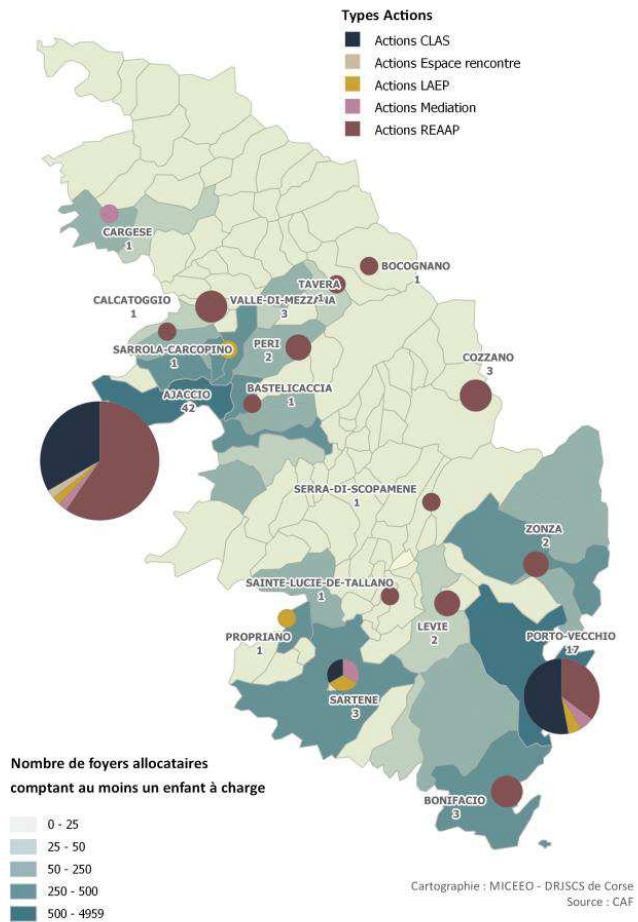 Types Actions
Actions CLAS
Actions Espace rencontre
Actions LAEP
Actions Mediation
Actions REAAP
CARGESE
1
BOCOGNANO
1
TAVERA
1
CALCATOGGIO
1
VALLE-DI-MEZZANA
3
SARROLA-CARCOPINO
1
PERI
2
COZZANO
3
AJACCIO
42
BASTELICACCIA
1
SERRA-DI-SCOPAMENE
1
ZONZA
2
SAINTE-LUCIE-DE-TALLANO
1
LEVIE
2
PROPRIANO
1
PORTO-VECCHIO
17
SARTENE
3
BONIFACIO
3
Nombre de foyers allocataires
comptant au moins un enfant à charge
0 - 25
25 - 50
50 - 250
250 - 500
500 - 4959
Cartographie : MICEEO - DRJSCS de Corse
Source : CAF